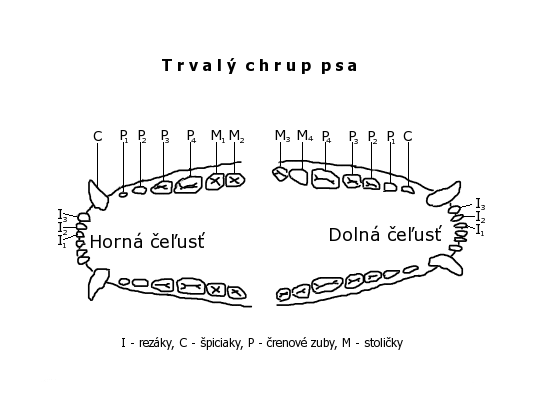 Trvalý chrup psa
C P1 P2 P3 P4 M1 M2 M3 M4 P4 P3 P2 P1 C
I3 I3
I2 I2
I1 I1
Horná čeľusť Dolná čeľusť
I - rezáky, C - špiciaky, P - črenové zuby, M - stoličky